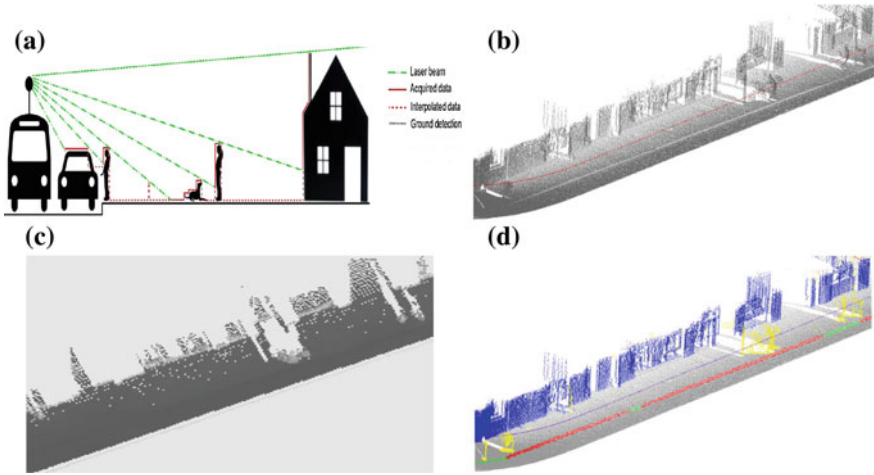 (a)
Laser beam
Acquired data
Interpolated data
Ground detection
(b)
(c)
(d)